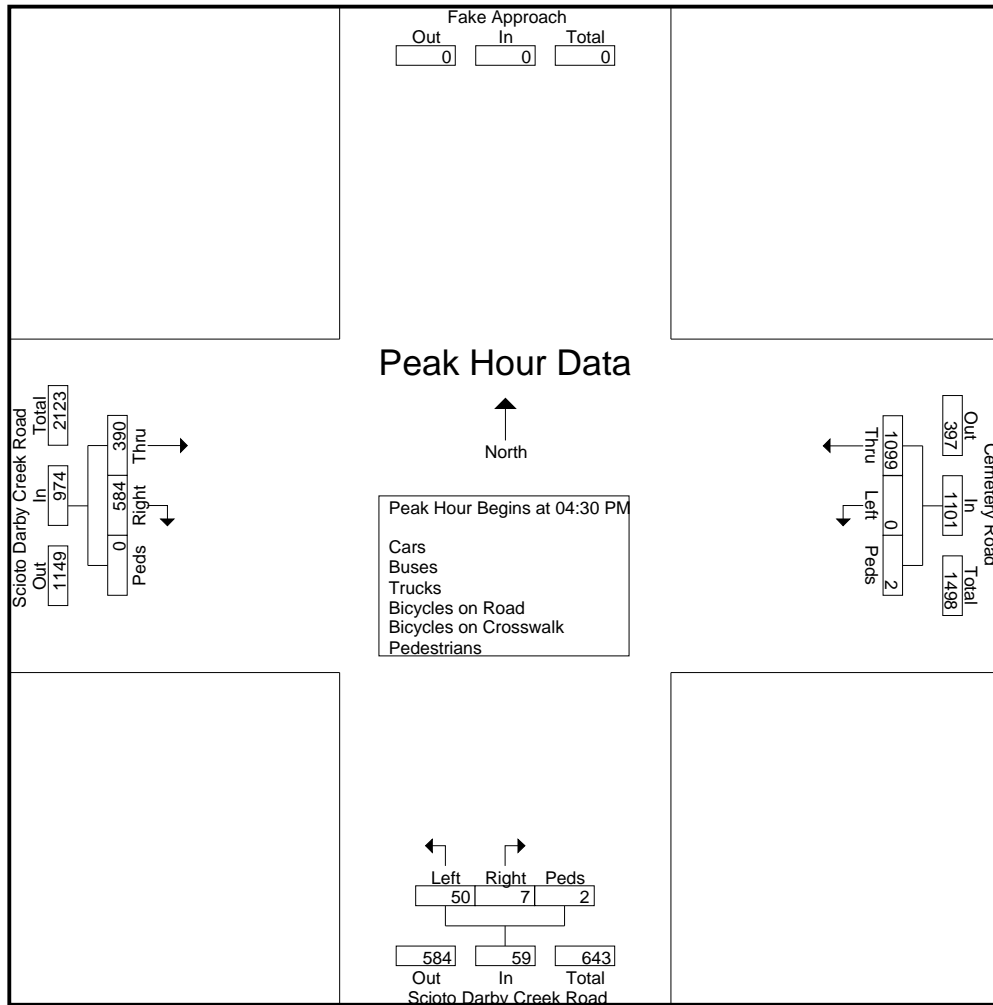 Fake Approach
Out In Total
0 0 0
Peak Hour Data
North
Peak Hour Begins at 04:30 PM
Cars
Buses
Trucks
Bicycles on Road
Bicycles on Crosswalk
Pedestrians
Scioto Darby Creek Road
Out In Total
1149 974 2123
390 584 0
Thru Right Peds
Cemetery Road
Out In Total
397 1101 1498
1099 0 2
Thru Left Peds
Left Right Peds
50 7 2
584 59 643
Out In Total
Scioto Darby Creek Road